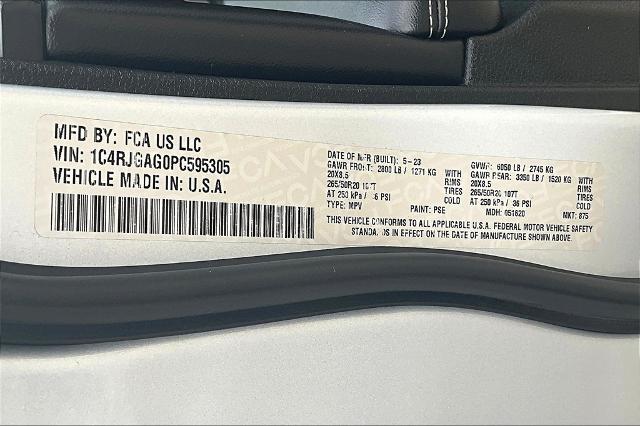 MFD BY: FCA US LLC
VIN: 1C4RJGAG0PC595305
VEHICLE MADE IN U.S.A.
DATE OF MFR (BUILT): 5-23
GAWR FRONT: 2800 LB / 1271 KG WITH
20X8.5 RIMS
265/50R20 107T TIRES
AT 250 kPa / 36 PSI COLD
TYPE: MPV PAINT: PSE
GVWR: 6050 LB / 2745 KG
GAWR REAR: 3350 LB / 1520 KG WITH
20X8.5 RIMS
265/50R20 107T TIRES
AT 250 kPa / 36 PSI COLD
MDH: 051620 MKT: 875
THIS VEHICLE CONFORMS TO ALL APPLICABLE U.S.A. FEDERAL MOTOR VEHICLE SAFETY
STANDARDS IN EFFECT ON THE DATE OF MANUFACTURE SHOWN ABOVE.